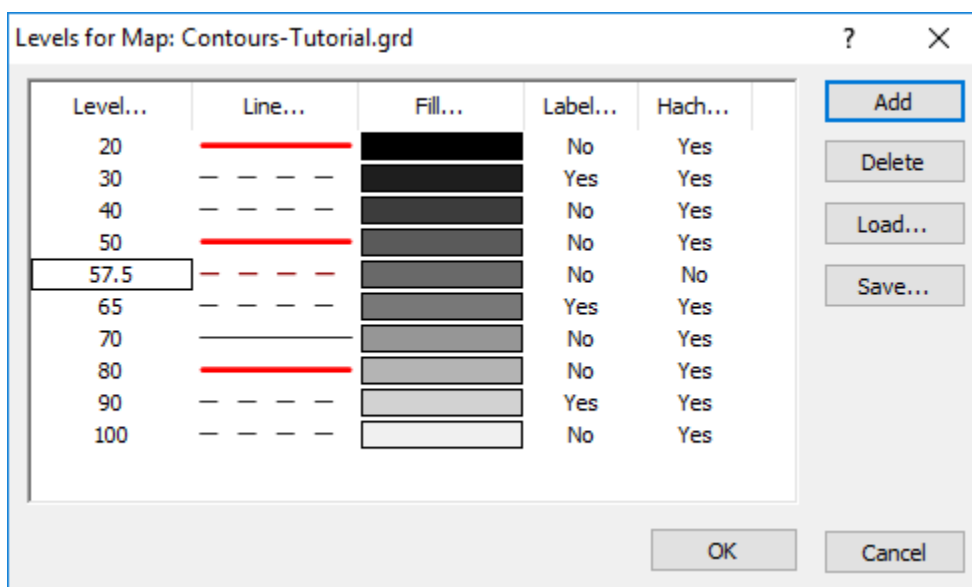 Levels for Map: Contours-Tutorial.grd ?
Level... Line... Fill... Label... Hach...
20 No Yes
30 Yes Yes
40 No Yes
50 No Yes
57.5 No No
65 Yes Yes
70 No Yes
80 No Yes
90 Yes Yes
100 No Yes
Add
Delete
Load...
Save...
OK Cancel